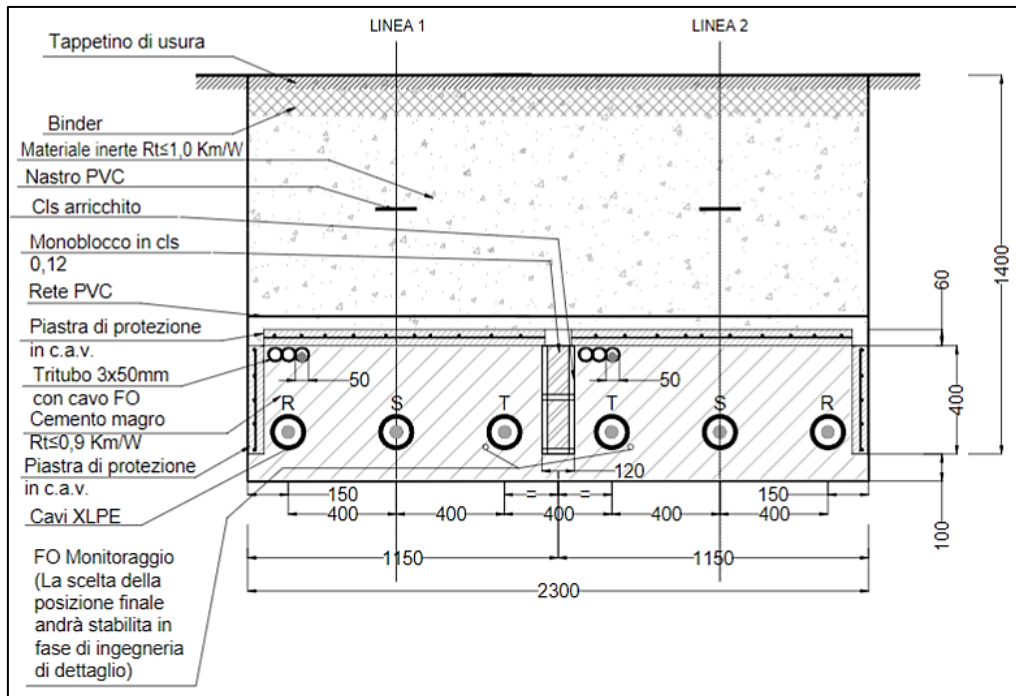 LINEA 1
LINEA 2
Tappetino di usura
Binder
Materiale inerte Rt≤1,0 Km/W
Nastro PVC
Cls arricchito
Monoblocco in cls
0,12
Rete PVC
Piastra di protezione
in c.a.v.
Tritubo 3x50mm
con cavo FO
Cemento magro
Rt≤0,9 Km/W
Piastra di protezione
in c.a.v.
Cavi XLPE
FO Monitoraggio
(La scelta della
posizione finale
andrà stabilita in
fase di ingegneria
di dettaglio)
1400
60
50
50
400
R
S
T
T
S
R
120
150
=
=
150
400
400
400
400
100
1150
1150
2300